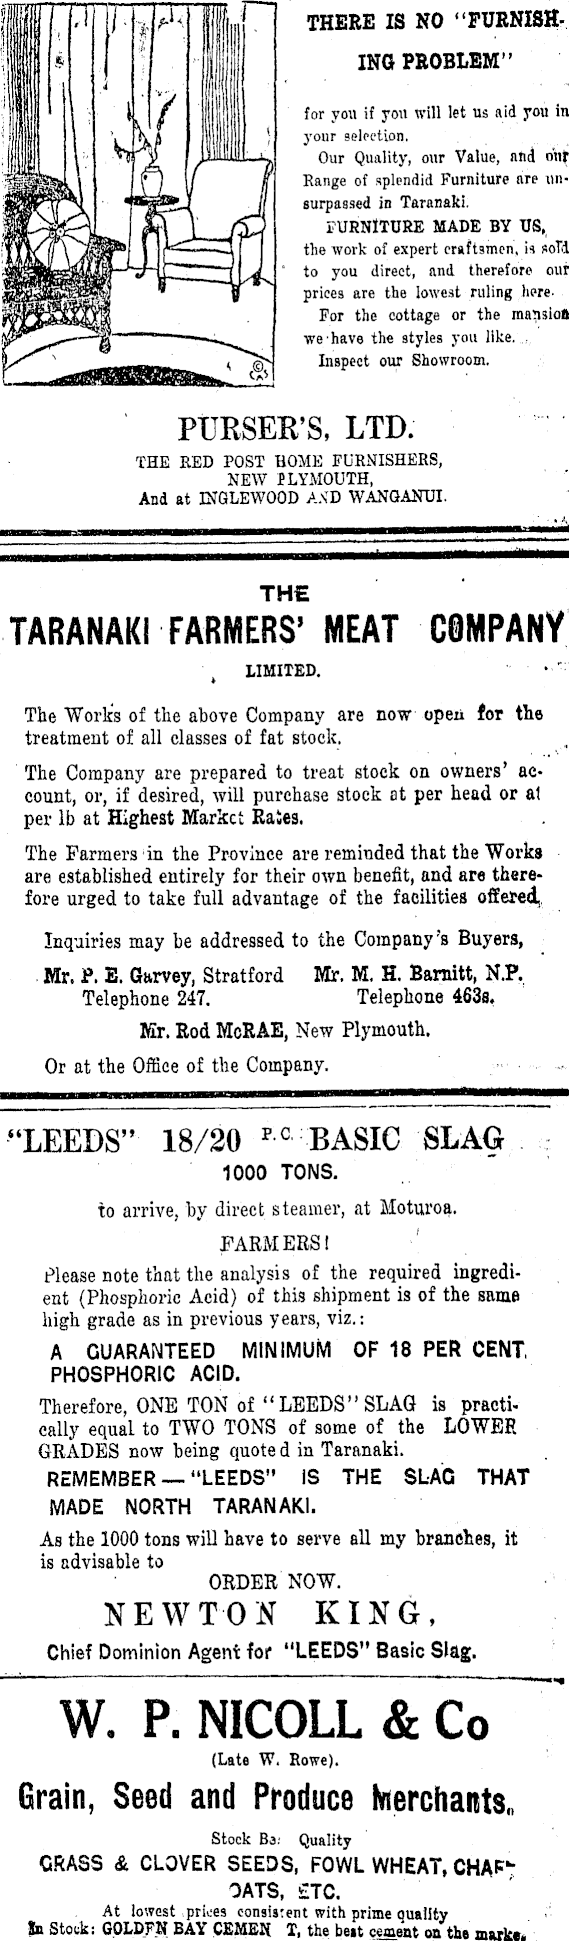 THERE IS NO "FURNISH-
ING PROBLEM"
for you if you will let us aid you in
your selection.
Our Quality, our Value, and our
Range of splendid Furniture are un-
surpassed in Taranaki.
FURNITURE MADE BY US,
the work of expert craftsmen, is sold
to you direct, and therefore our
prices are the lowest ruling here.
For the cottage or the mansion
we have the styles you like.
Inspect our Showroom.
PURSER'S, LTD.
THE RED POST HOME FURNISHERS,
NEW PLYMOUTH,
And at INGLEWOOD AND WANGANUI.
THE
TARANAKI FARMERS' MEAT COMPANY
LIMITED.
The Works of the above Company are now open for the
treatment of all classes of fat stock.
The Company are prepared to treat stock on owners' ac-
count, or, if desired, will purchase stock at per head or at
per lb at Highest Market Rates.
The Farmers in the Province are reminded that the Works
are established entirely for their own benefit, and are there-
fore urged to take full advantage of the facilities offered.
Inquiries may be addressed to the Company's Buyers,
Mr. P. E. Garvey, Stratford Mr. M. H. Barnitt, N.P.
Telephone 247. Telephone 463s.
Mr. Rod McRAE, New Plymouth.
Or at the Office of the Company.
"LEEDS" 18/20 P.C. BASIC SLAG
1000 TONS.
to arrive, by direct steamer, at Moturoa.
FARMERS!
Please note that the analysis of the required ingredi-
ent (Phosphoric Acid) of this shipment is of the same
high grade as in previous years, viz.:
A GUARANTEED MINIMUM OF 18 PER CENT.
PHOSPHORIC ACID.
Therefore, ONE TON of "LEEDS" SLAG is practi-
cally equal to TWO TONS of some of the LOWER
GRADES now being quoted in Taranaki.
REMEMBER—"LEEDS" IS THE SLAG THAT
MADE NORTH TARANAKI.
As the 1000 tons will have to serve all my branches, it
is advisable to
ORDER NOW.
NEWTON KING,
Chief Dominion Agent for "LEEDS" Basic Slag.
W. P. NICOLL & Co
(Late W. Rowe).
Grain, Seed and Produce Merchants.
Stock Quality
GRASS & CLOVER SEEDS, FOWL WHEAT, CHAFF
OATS, ETC.
At lowest prices consistent with prime quality
In Stock: GOLDEN BAY CEMENT, the best cement on the